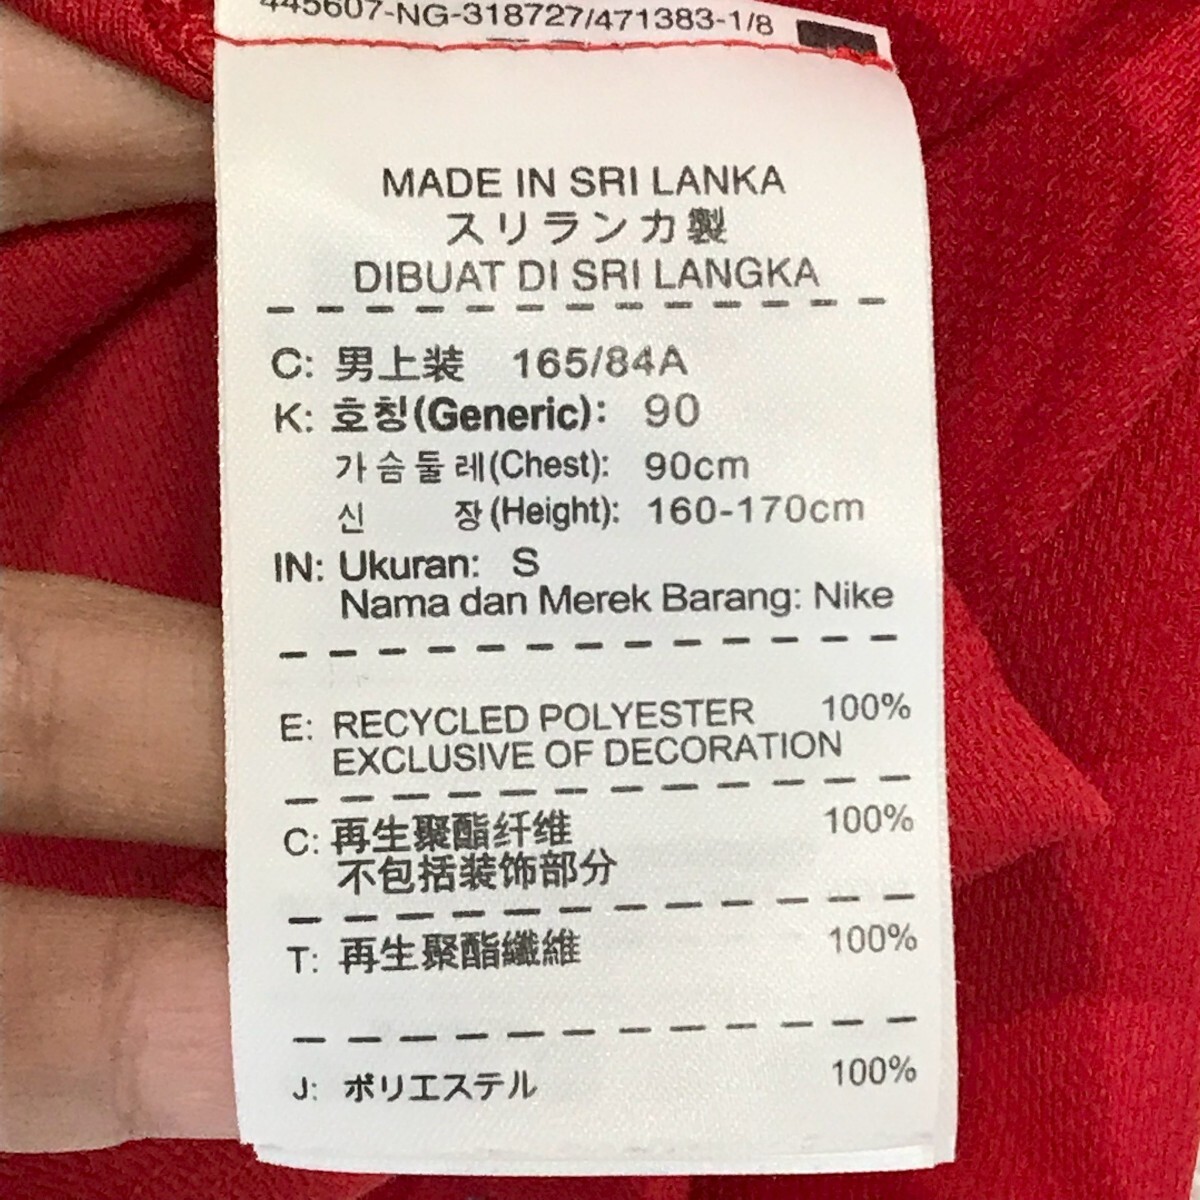 445607-NG-318727/471383-1/8
MADE IN SRI LANKA
スリランカ製
DIBUAT DI SRI LANGKA
C: 男上装 165/84A
K: 호칭(Generic): 90
가슴둘레(Chest): 90cm
신 장(Height): 160-170cm
IN: Ukuran: S
Nama dan Merek Barang: Nike
E: RECYCLED POLYESTER 100%
EXCLUSIVE OF DECORATION
C: 再生聚酯纤维 100%
不包括装饰部分
T: 再生聚酯纖維 100%
J: ポリエステル 100%